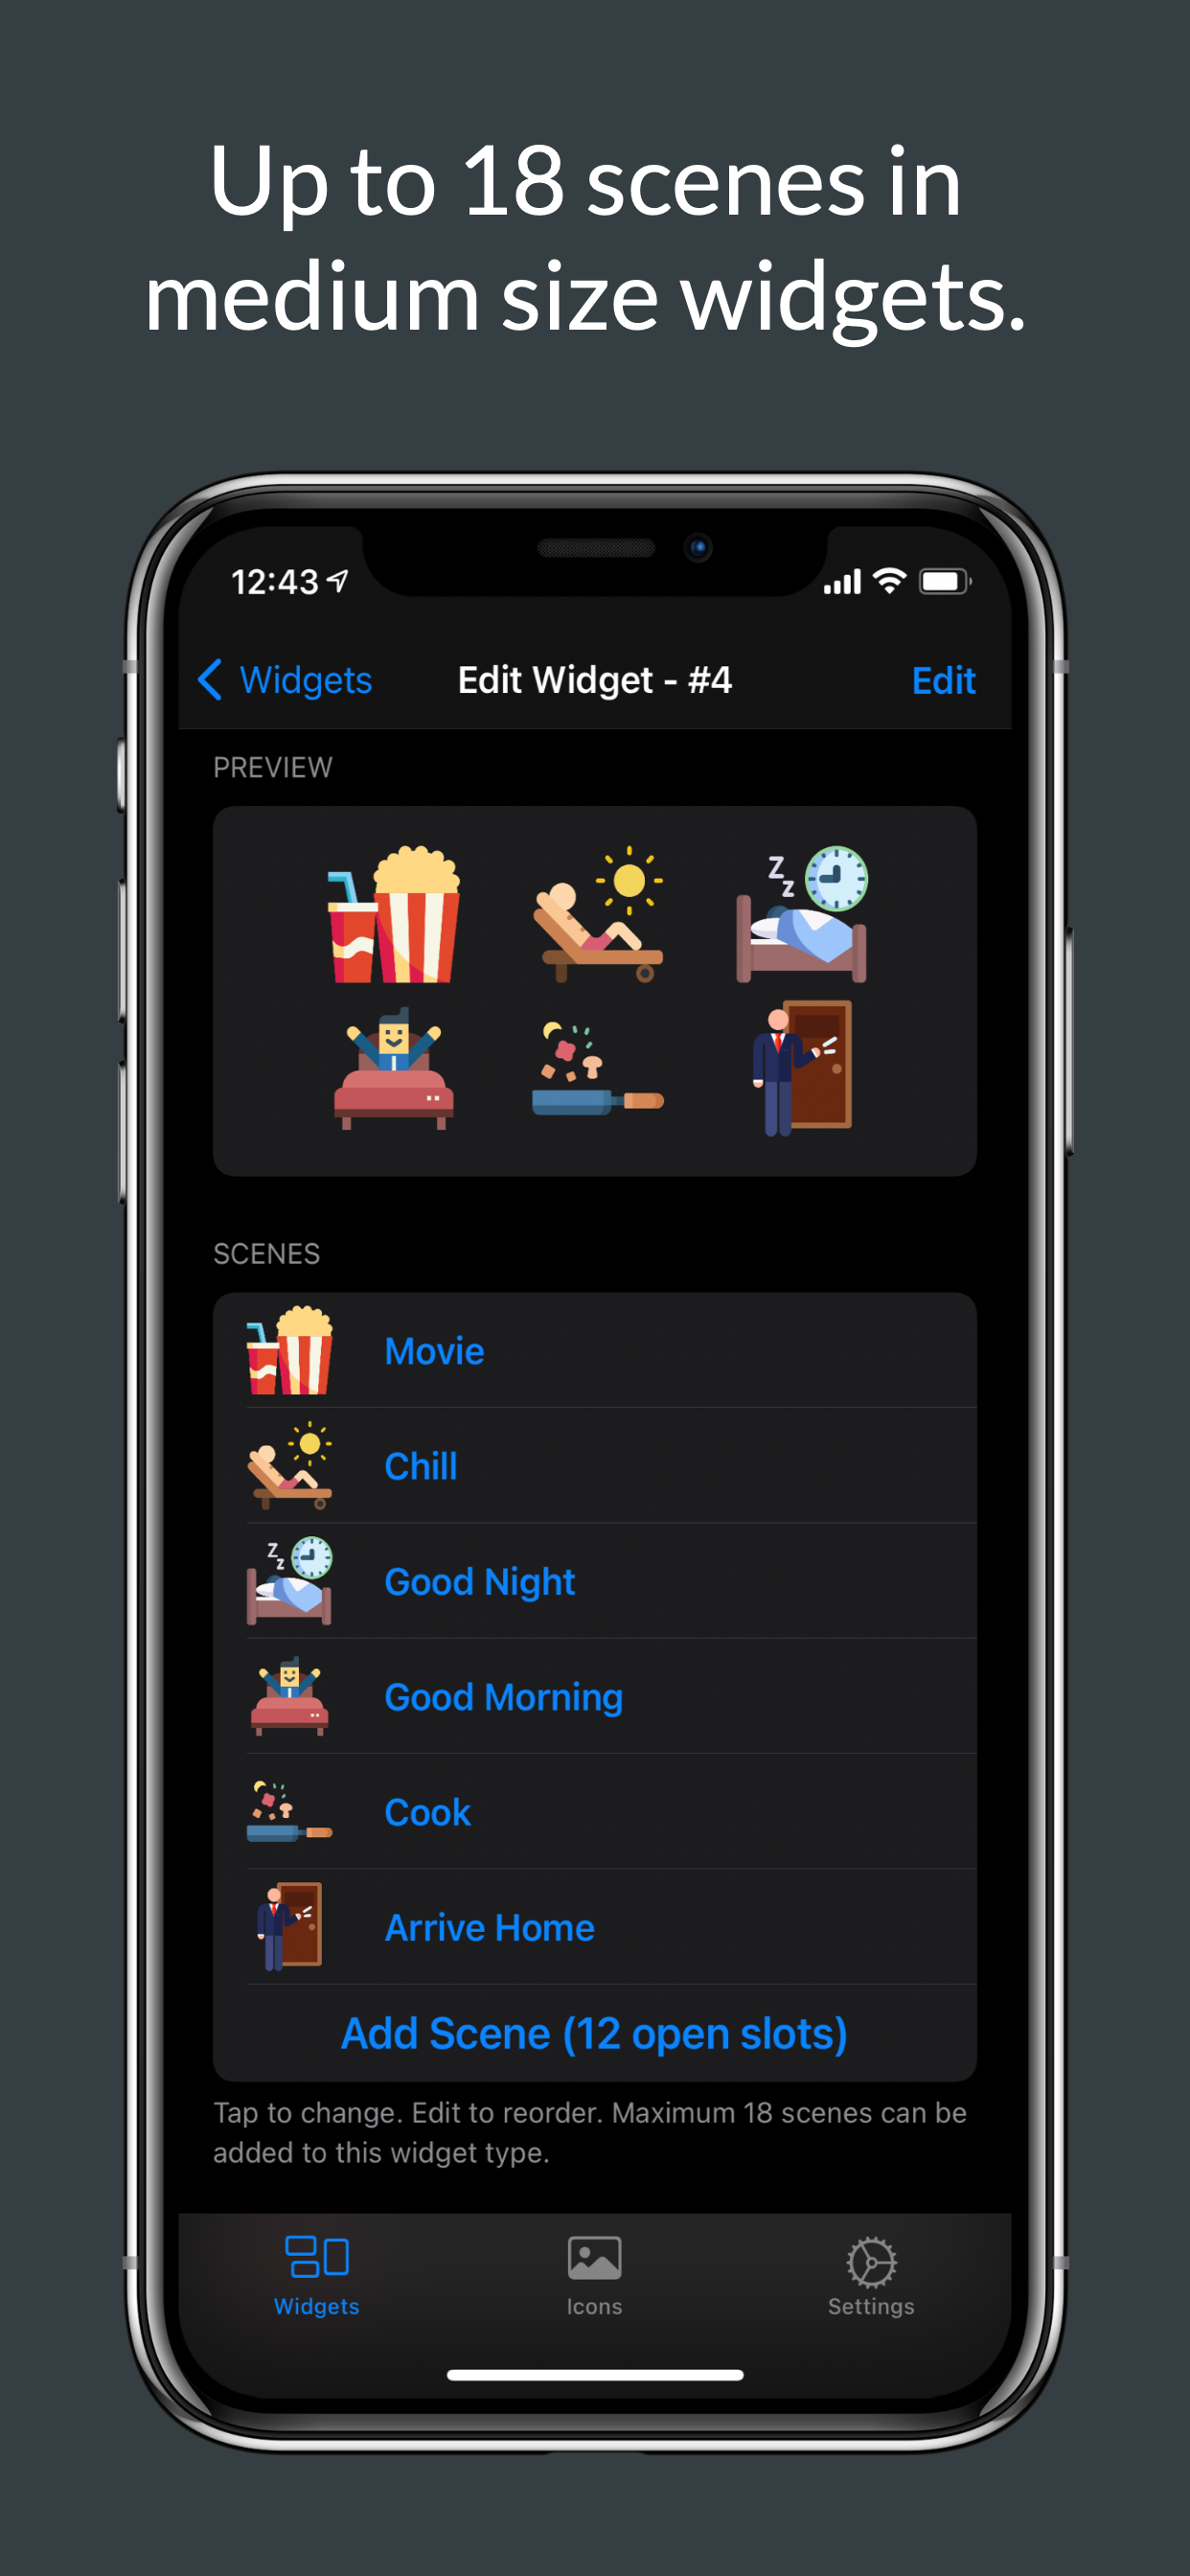 Up to 18 scenes in
medium size widgets.
12:43
Widgets
Edit Widget - #4
Edit
PREVIEW
Z
z
SCENES
Movie
Chill
Z
z
Good Night
Good Morning
Cook
Arrive Home
Add Scene (12 open slots)
Tap to change. Edit to reorder. Maximum 18 scenes can be
added to this widget type.
Widgets
Icons
Settings